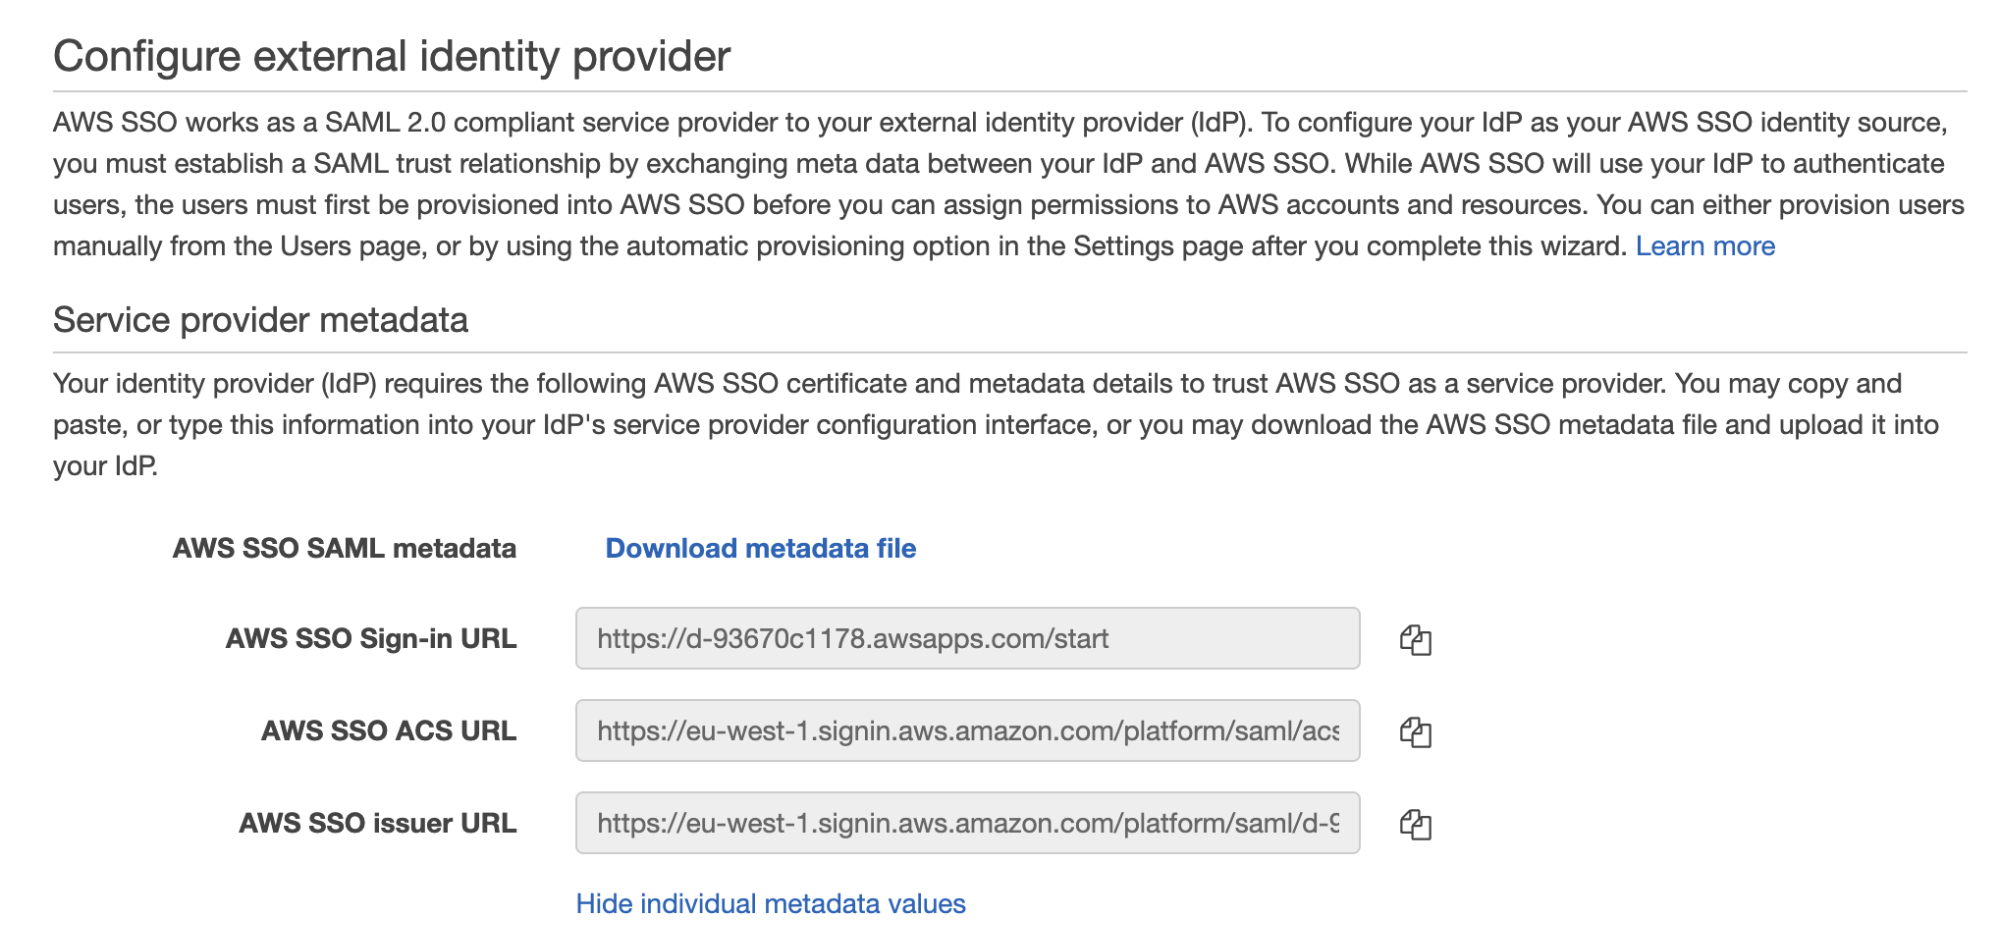 Configure external identity provider
AWS SSO works as a SAML 2.0 compliant service provider to your external identity provider (IdP). To configure your IdP as your AWS SSO identity source,
you must establish a SAML trust relationship by exchanging meta data between your IdP and AWS SSO. While AWS SSO will use your IdP to authenticate
users, the users must first be provisioned into AWS SSO before you can assign permissions to AWS accounts and resources. You can either provision users
manually from the Users page, or by using the automatic provisioning option in the Settings page after you complete this wizard. Learn more
Service provider metadata
Your identity provider (IdP) requires the following AWS SSO certificate and metadata details to trust AWS SSO as a service provider. You may copy and
paste, or type this information into your IdP's service provider configuration interface, or you may download the AWS SSO metadata file and upload it into
your IdP.
AWS SSO SAML metadata Download metadata file
AWS SSO Sign-in URL https://d-93670c1178.awsapps.com/start
AWS SSO ACS URL https://eu-west-1.signin.aws.amazon.com/platform/saml/acs
AWS SSO issuer URL https://eu-west-1.signin.aws.amazon.com/platform/saml/d-9
Hide individual metadata values